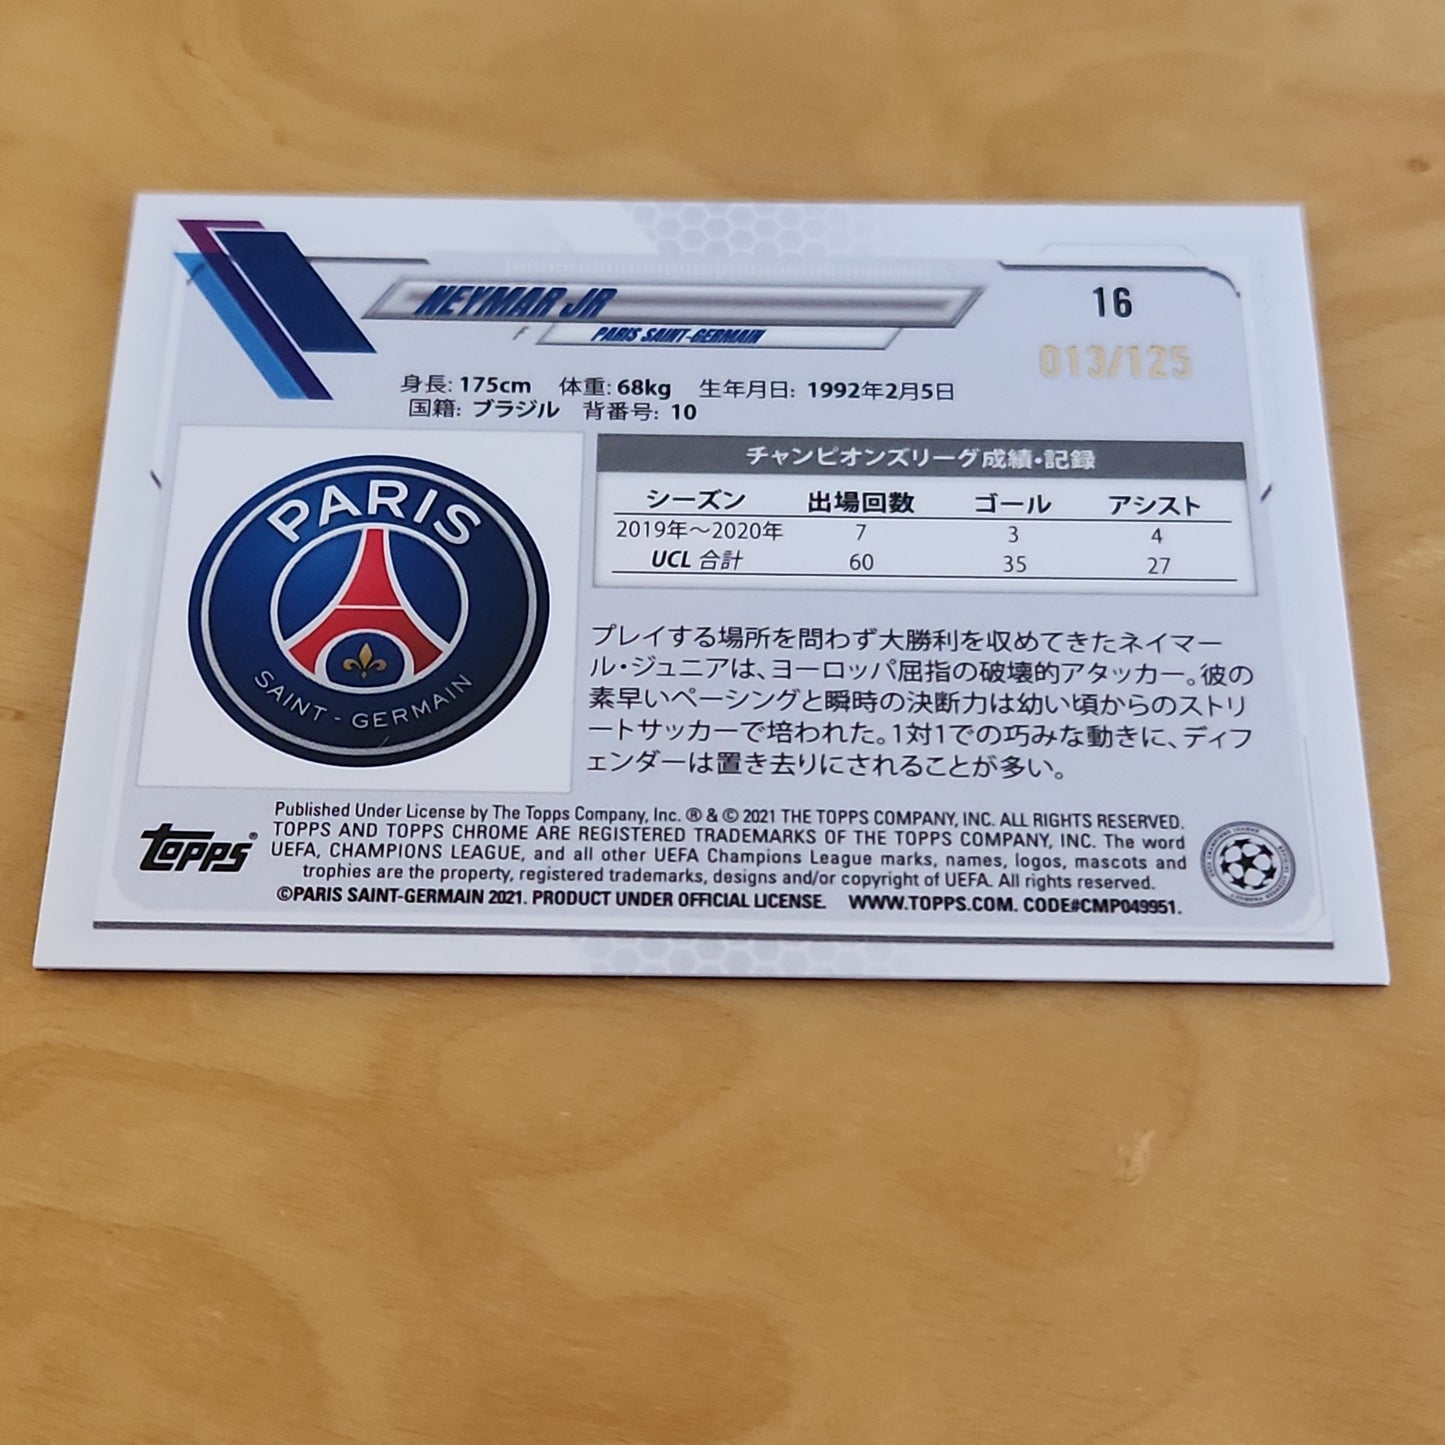 NEYMAR JR
16
F PARIS SAINT-GERMAIN
013/125
身長: 175cm 体重: 68kg 生年月日: 1992年2月5日
国籍: ブラジル 背番号: 10
PARIS
SAINT-GERMAIN
チャンピオンズリーグ成績・記録
シーズン 出場回数 ゴール アシスト
2019年～2020年 7 3 4
UCL 合計 60 35 27
プレイする場所を問わず大勝利を収めてきたネイマー
ル・ジュニアは、ヨーロッパ屈指の破壊的アタッカー。彼の
素早いペーシングと瞬時の決断力は幼い頃からのストリ
ートサッカーで培われた。1対1での巧みな動きに、ディフ
ェンダーは置き去りにされることが多い。
Topps®
Published Under License by The Topps Company, Inc. ® & © 2021 THE TOPPS COMPANY, INC. ALL RIGHTS RESERVED.
TOPPS AND TOPPS CHROME ARE REGISTERED TRADEMARKS OF THE TOPPS COMPANY, INC. The word
UEFA, CHAMPIONS LEAGUE, and all other UEFA Champions League marks, names, logos, mascots and
trophies are the property, registered trademarks, designs and/or copyright of UEFA. All rights reserved.
©PARIS SAINT-GERMAIN 2021. PRODUCT UNDER OFFICIAL LICENSE. WWW.TOPPS.COM. CODE#CMP049951.